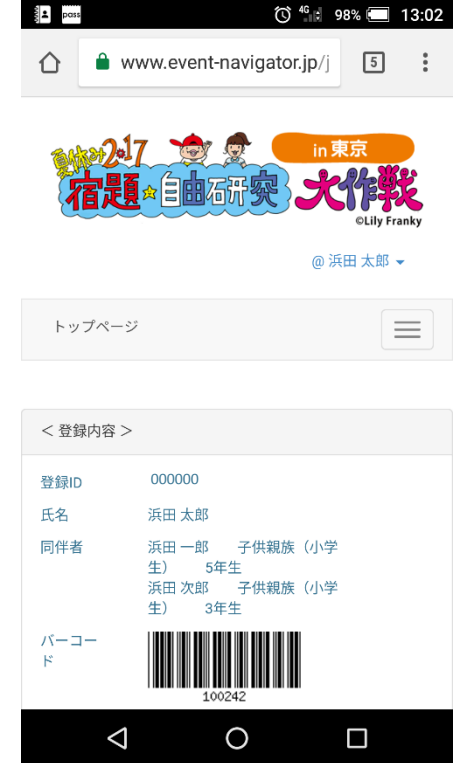 pass
4G
98%
13:02
www.event-navigator.jp/j
5
夏休み2017
in 東京
宿題★自由研究 大作戦
©Lily Franky
@ 浜田 太郎
トップページ
< 登録内容 >
登録ID 000000
氏名 浜田 太郎
同伴者 浜田 一郎 子供親族（小学
生） 5年生
浜田 次郎 子供親族（小学
生） 3年生
バーコー
ド
100242